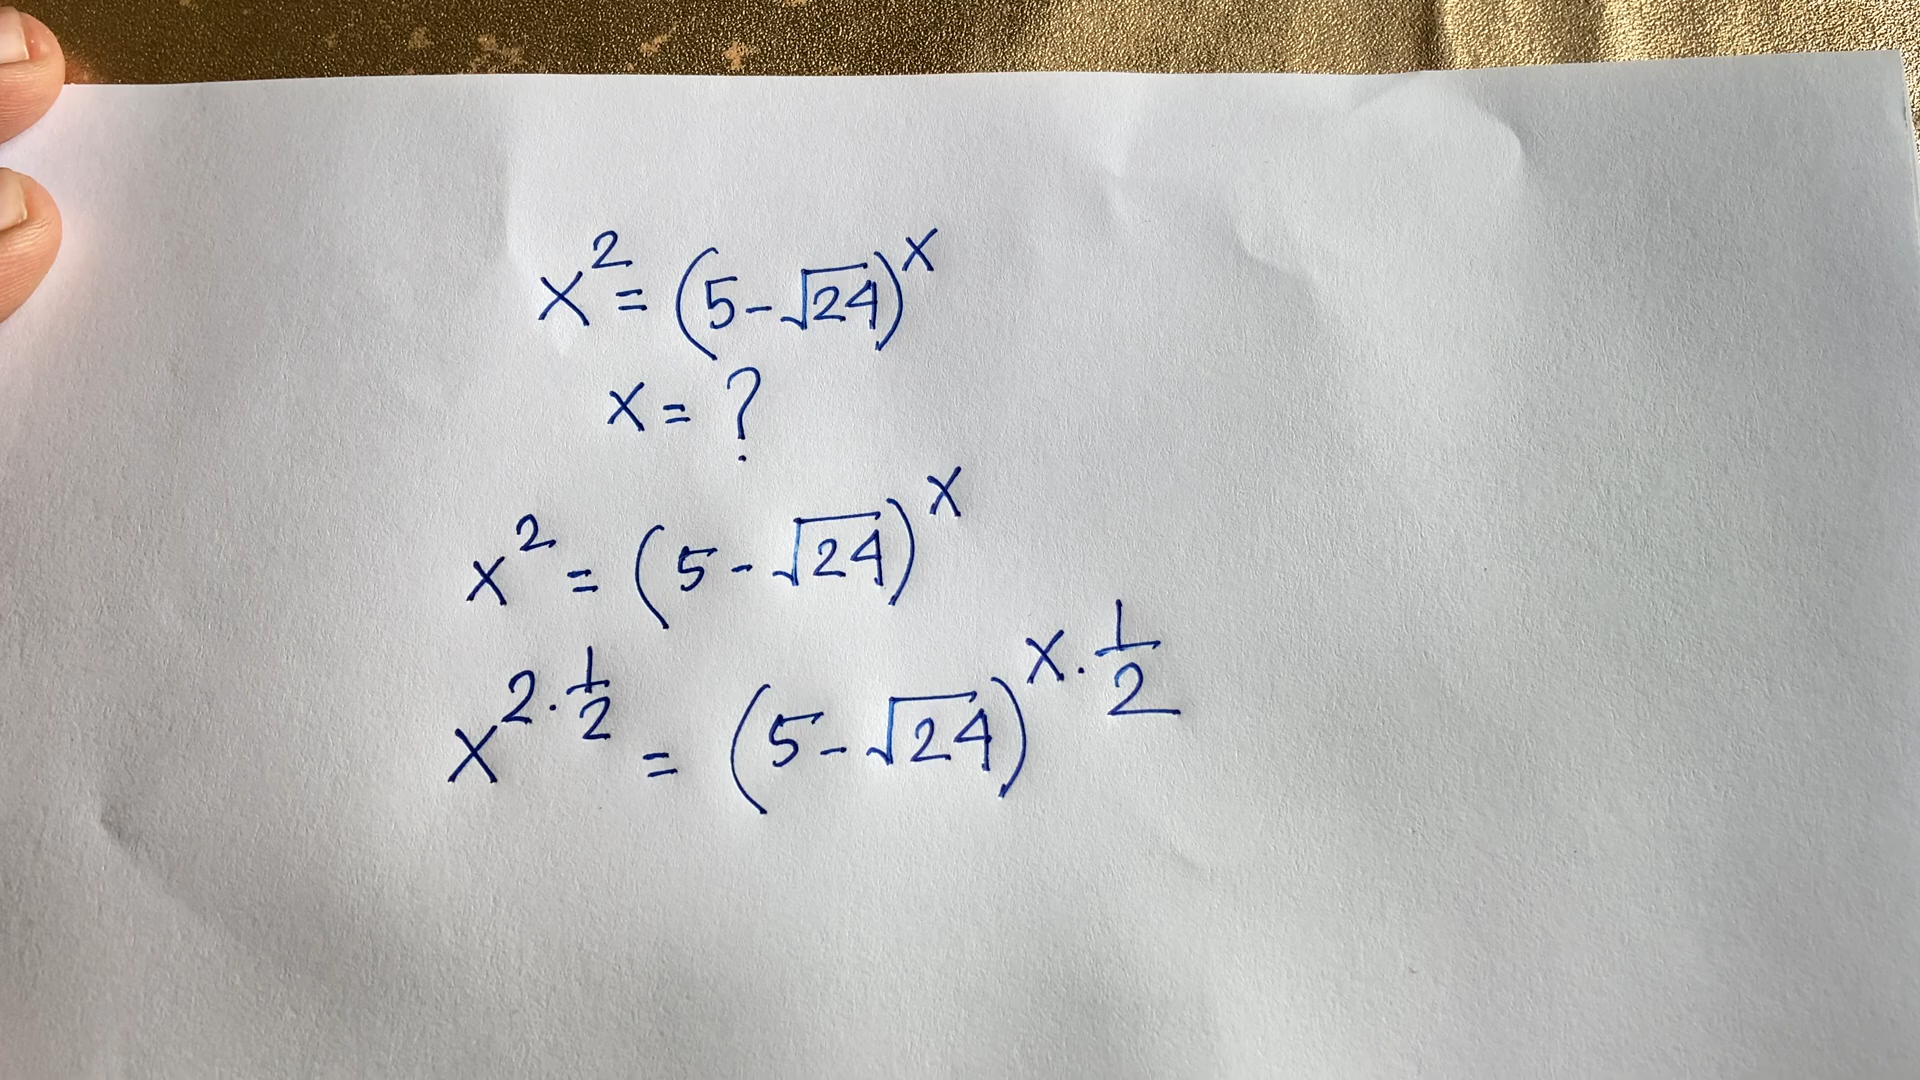 x² = (5-√24)ˣ
x = ?
x² = (5-√24)ˣ
x^(2·1/2) = (5-√24)^(x·1/2)